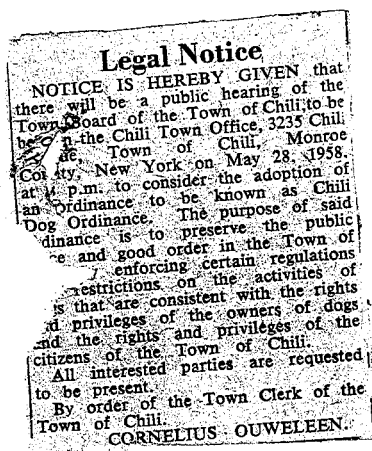 Legal Notice
NOTICE IS HEREBY GIVEN that
there will be a public hearing of the
Town Board of the Town of Chili to be
the Chili Town Office, 3235 Chili
Town of Chili, Monroe
New York on May 28, 1958,
at p.m. to consider the adoption of
an ordinance to be known as Chili
Dog Ordinance. The purpose of said
dinance is to preserve the public
ce and good order in the Town of
enforcing certain regulations
restrictions on the activities of
s that are consistent with the rights
d privileges of the owners of dogs
and the rights and privileges of the
citizens of the Town of Chili.
All interested parties are requested
to be present.
By order of the Town Clerk of the
Town of Chili.
CORNELIUS OUWELEEN.